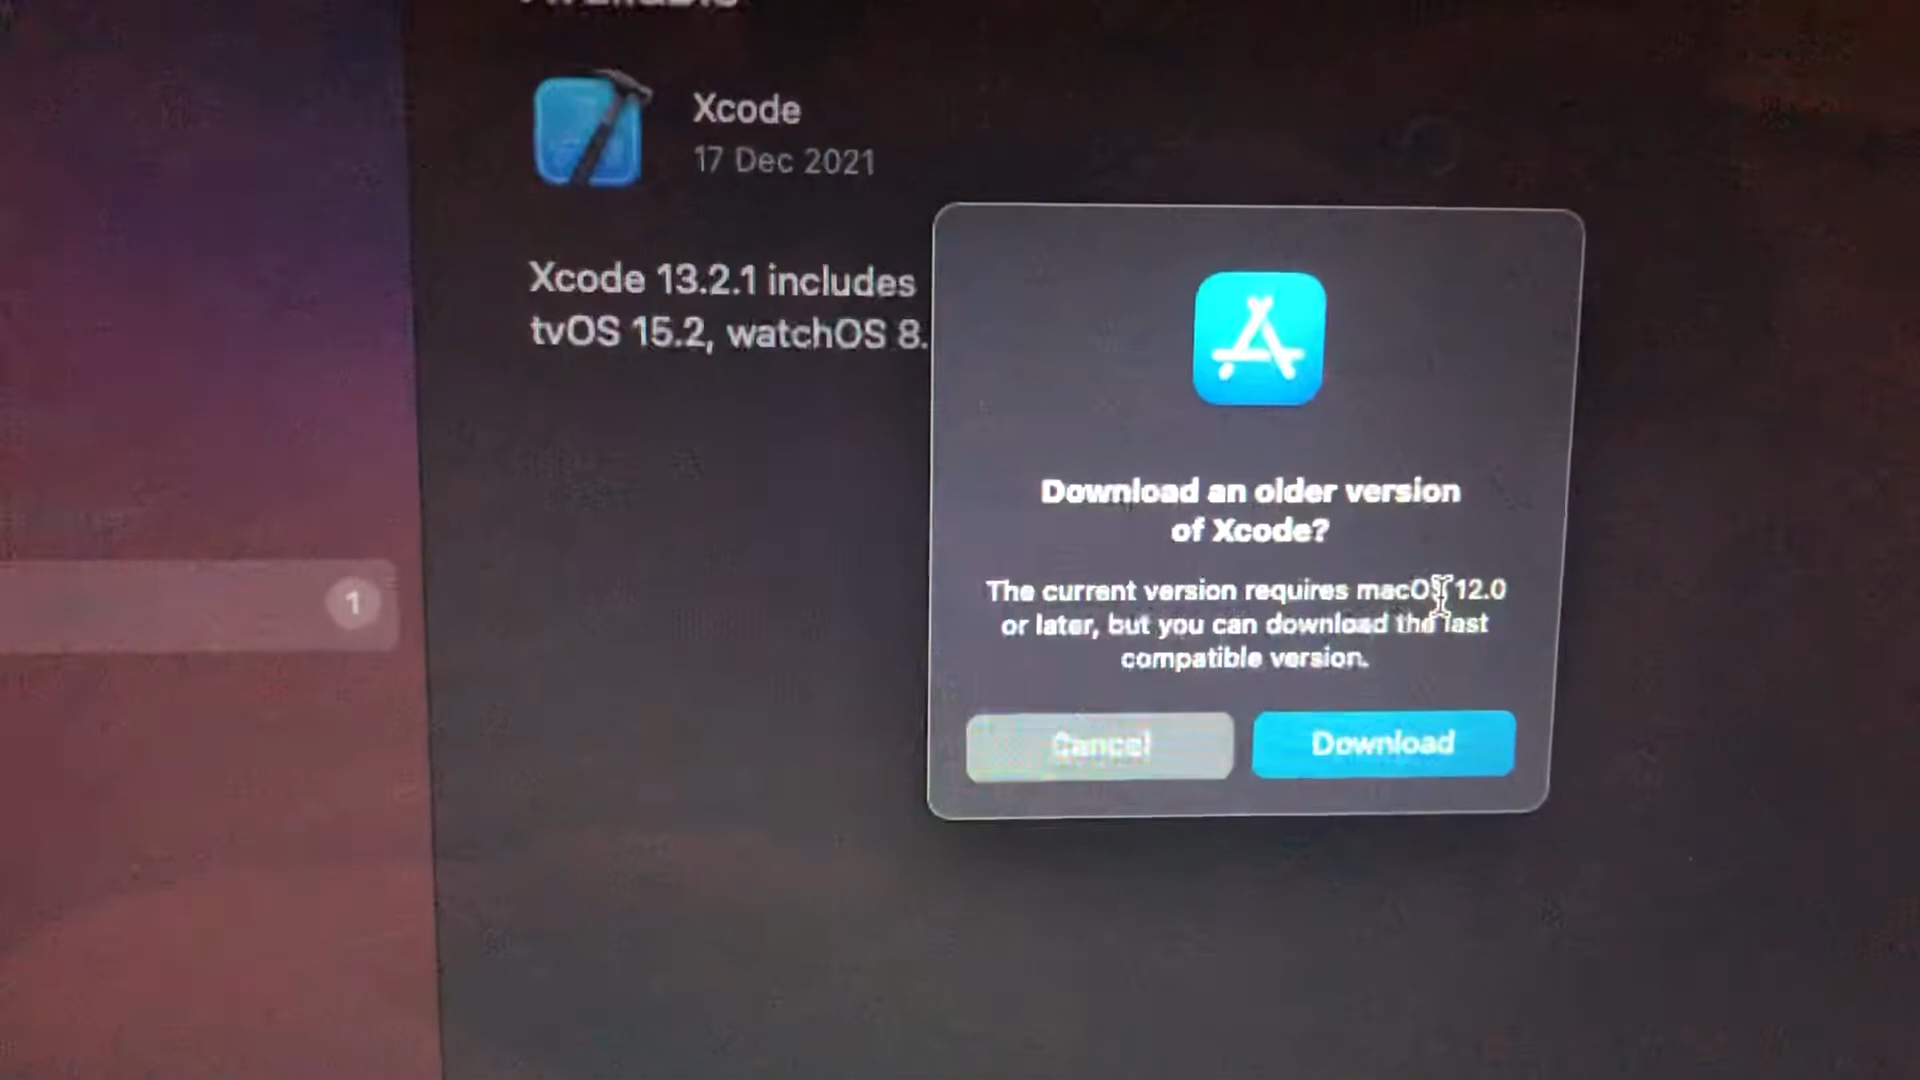 Xcode
17 Dec 2021
Xcode 13.2.1 includes
tvOS 15.2, watchOS 8.
Download an older version
of Xcode?
The current version requires macOS 12.0
or later, but you can download the last
compatible version.
Cancel
Download
1